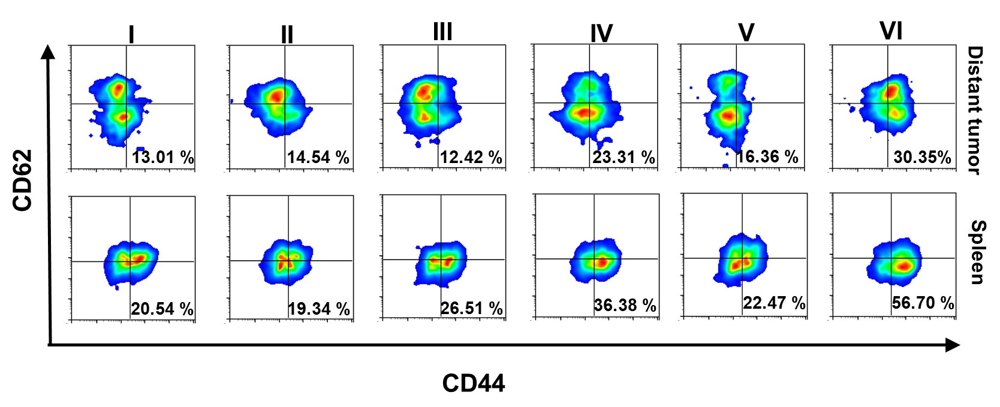 I II III IV V VI
Distant tumor
13.01 % 14.54 % 12.42 % 23.31 % 16.36 % 30.35%
CD62
Spleen
20.54 % 19.34 % 26.51 % 36.38 % 22.47 % 56.70 %
CD44